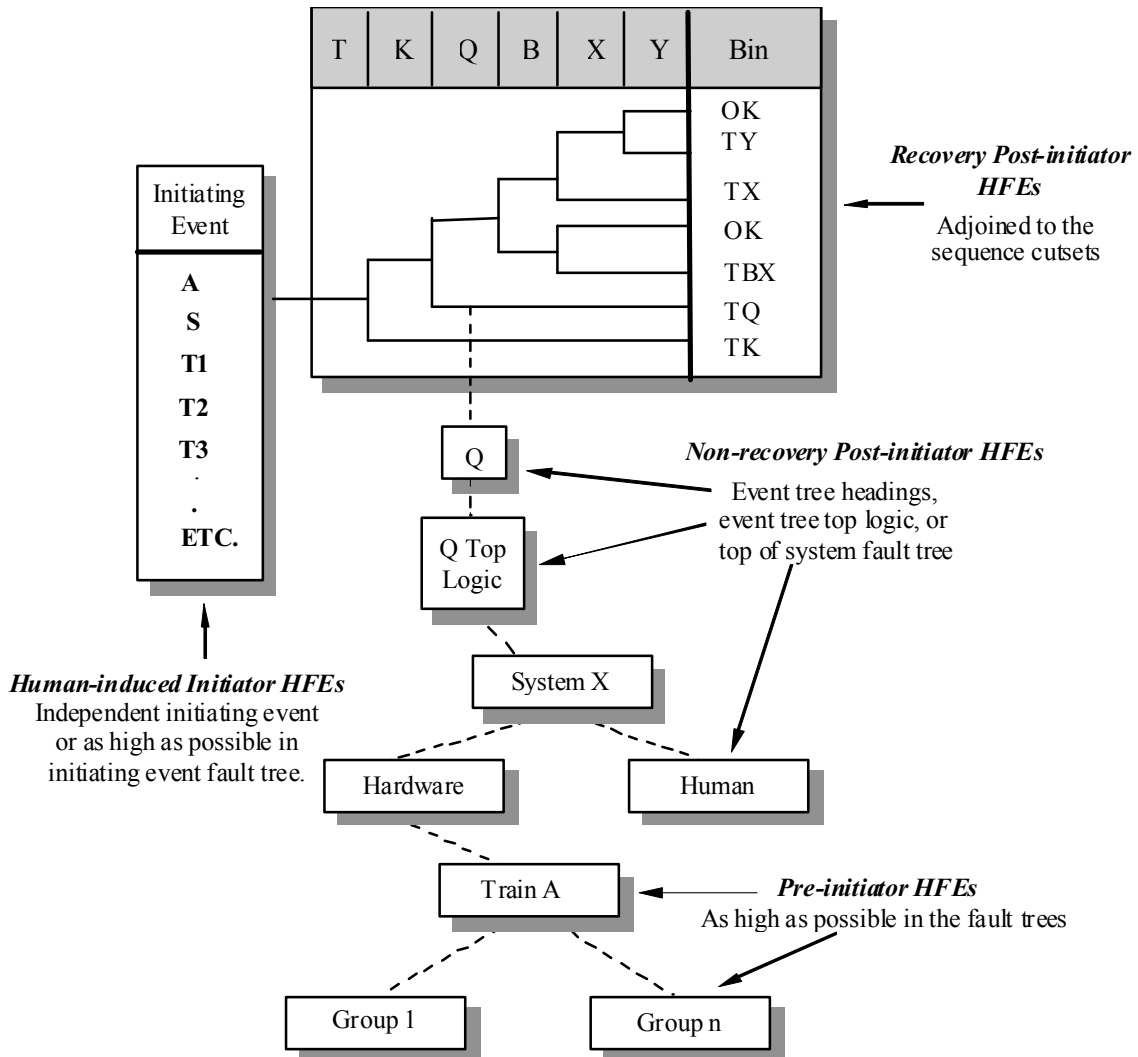 T K Q B X Y Bin
OK
TY
TX
OK
TBX
TQ
TK
Initiating
Event
A
S
T1
T2
T3
.
.
ETC.
Recovery Post-initiator
HFEs
Adjoined to the
sequence cutsets
Q
Non-recovery Post-initiator HFEs
Event tree headings,
event tree top logic, or
top of system fault tree
Q Top
Logic
Human-induced Initiator HFEs
Independent initiating event
or as high as possible in
initiating event fault tree.
System X
Hardware
Human
Train A
Pre-initiator HFEs
As high as possible in the fault trees
Group 1
Group n